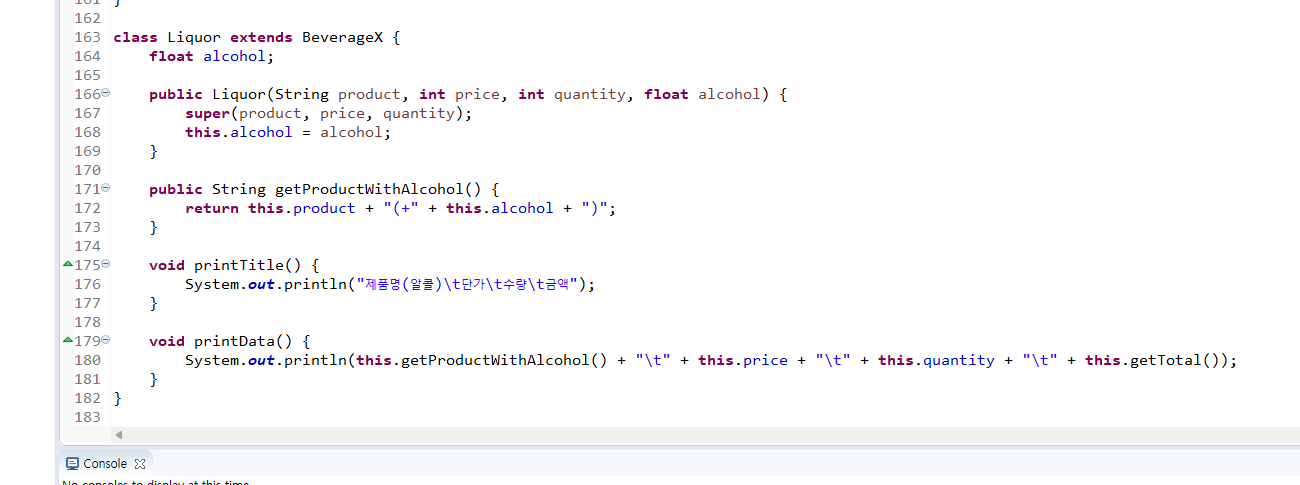 161 }
162
163 class Liquor extends BeverageX {
164 float alcohol;
165
166 public Liquor(String product, int price, int quantity, float alcohol) {
167 super(product, price, quantity);
168 this.alcohol = alcohol;
169 }
170
171 public String getProductWithAlcohol() {
172 return this.product + "(+" + this.alcohol + ")";
173 }
174
175 void printTitle() {
176 System.out.println("제품명(알콜)\t단가\t수량\t금액");
177 }
178
179 void printData() {
180 System.out.println(this.getProductWithAlcohol() + "\t" + this.price + "\t" + this.quantity + "\t" + this.getTotal());
181 }
182 }
183
Console
No consoles to display at this time.